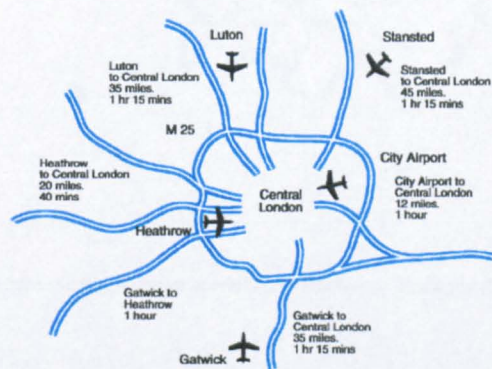 Luton
Stansted
Luton
to Central London
35 miles.
1 hr 15 mins
Stansted
to Central London
45 miles.
1 hr 15 mins
M 25
City Airport
Heathrow
to Central London
20 miles.
40 mins
Central
London
City Airport to
Central London
12 miles.
1 hour
Heathrow
Gatwick to
Heathrow
1 hour
Gatwick to
Central London
35 miles.
1 hr 15 mins
Gatwick